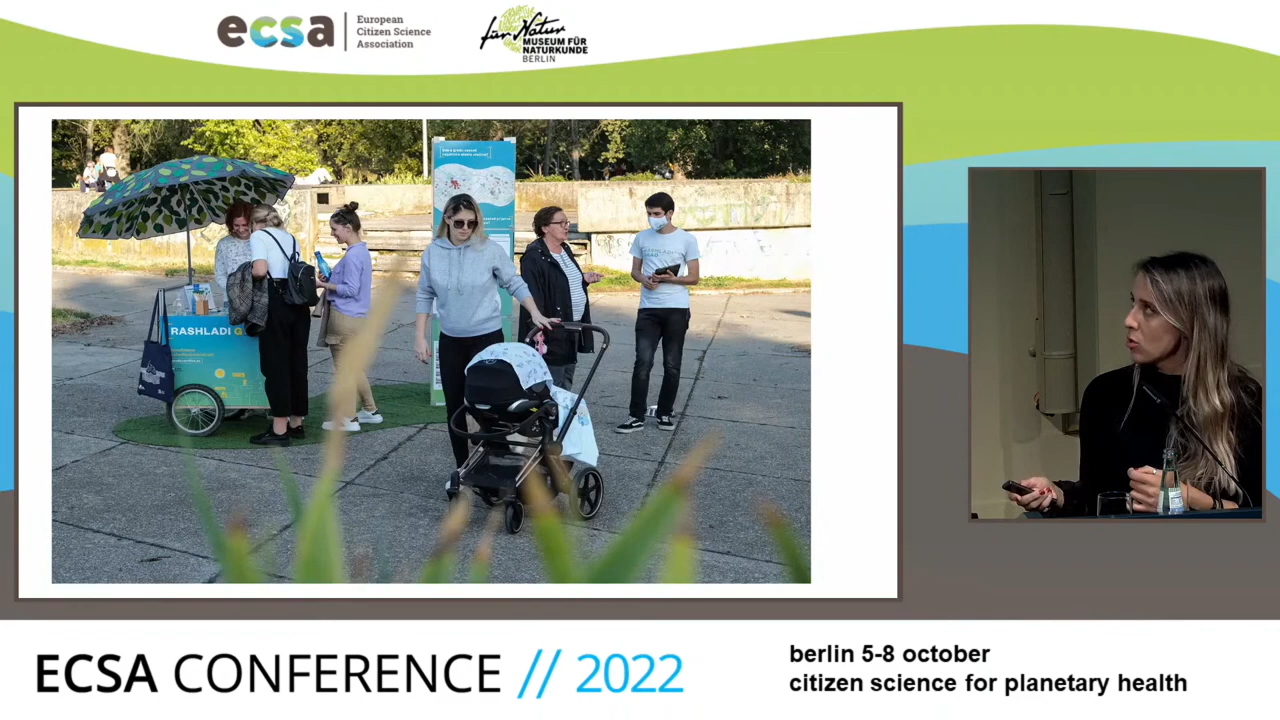 ecsa
European
Citizen Science
Association
für Natur
MUSEUM FÜR
NATURKUNDE
BERLIN
RASHLADI G
ECSA CONFERENCE // 2022
berlin 5-8 october
citizen science for planetary health